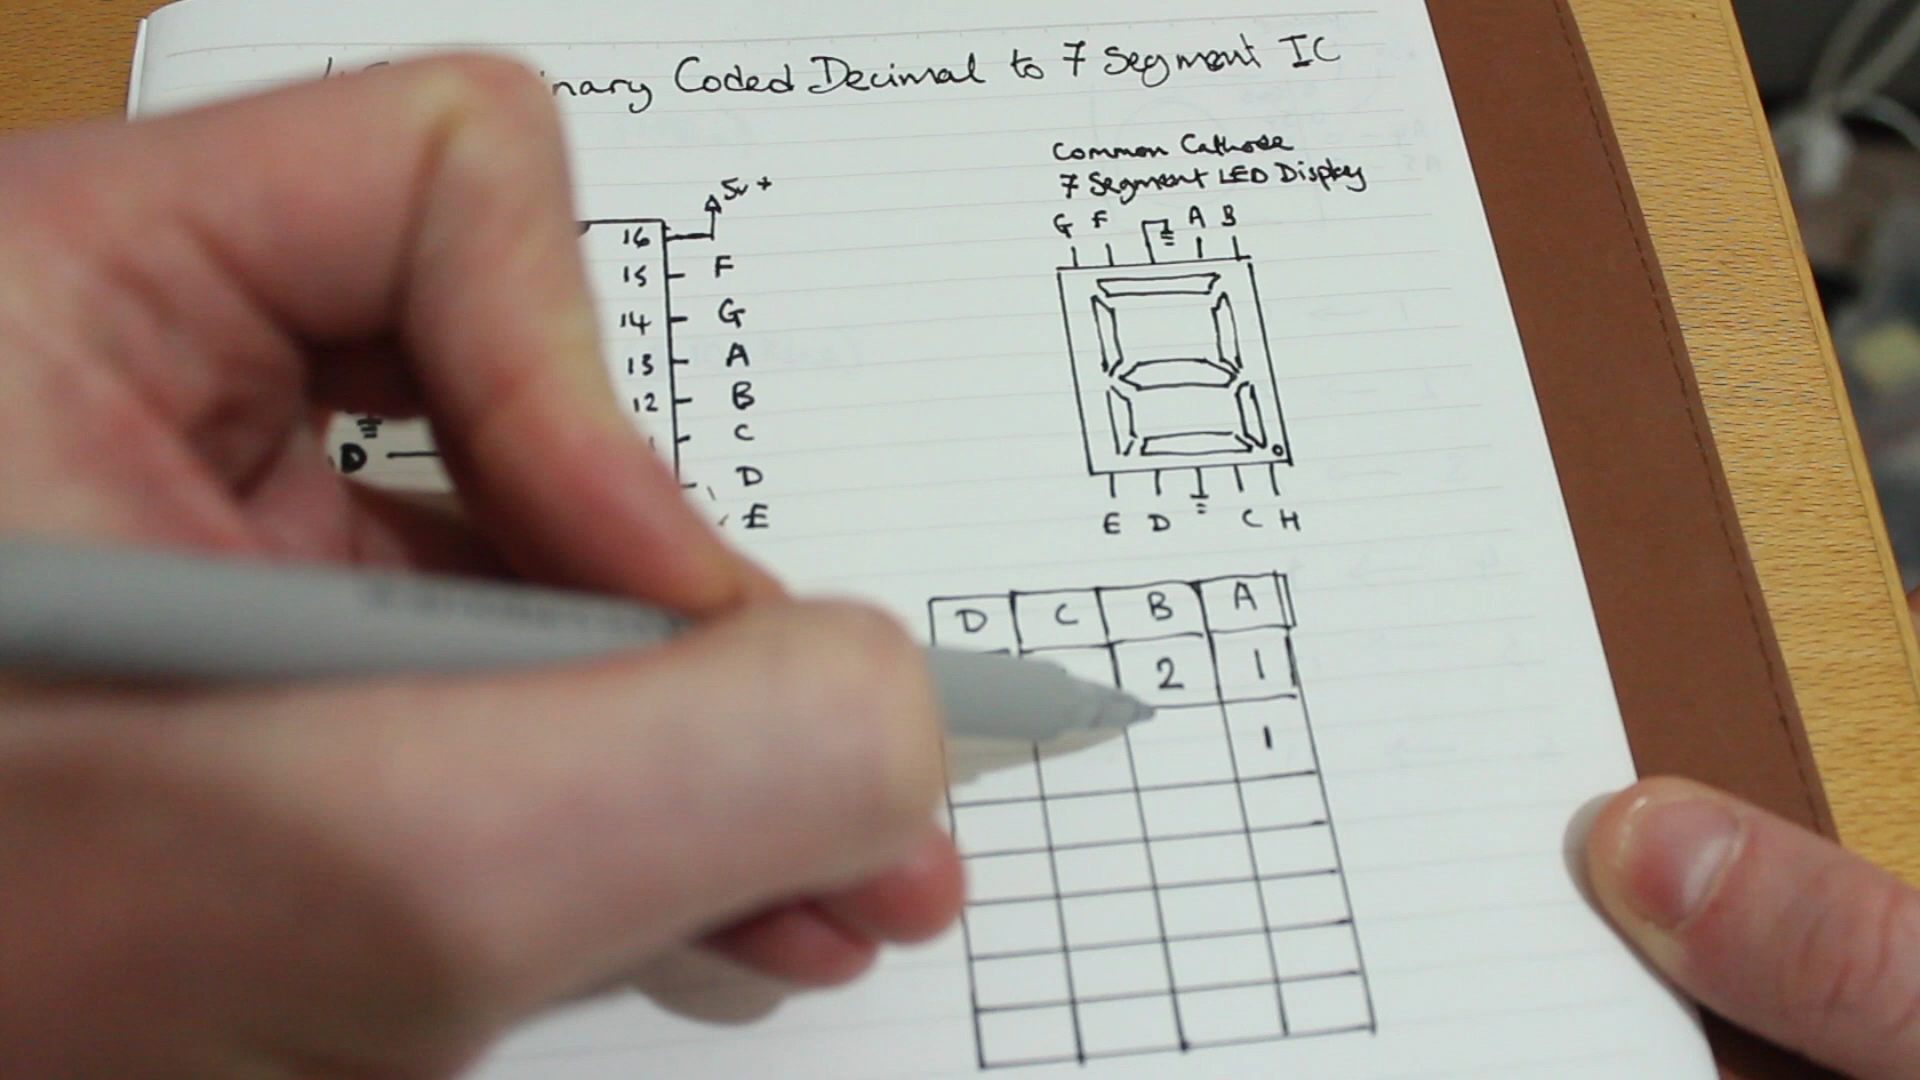 Coded Decimal to 7 Segment IC
Common Cathode
7 Segment LED Display
5v +
G F A B
16
15 F
14 G
13 A
12 B
C
D
E
D
E D C H
D C B A
2 1
1